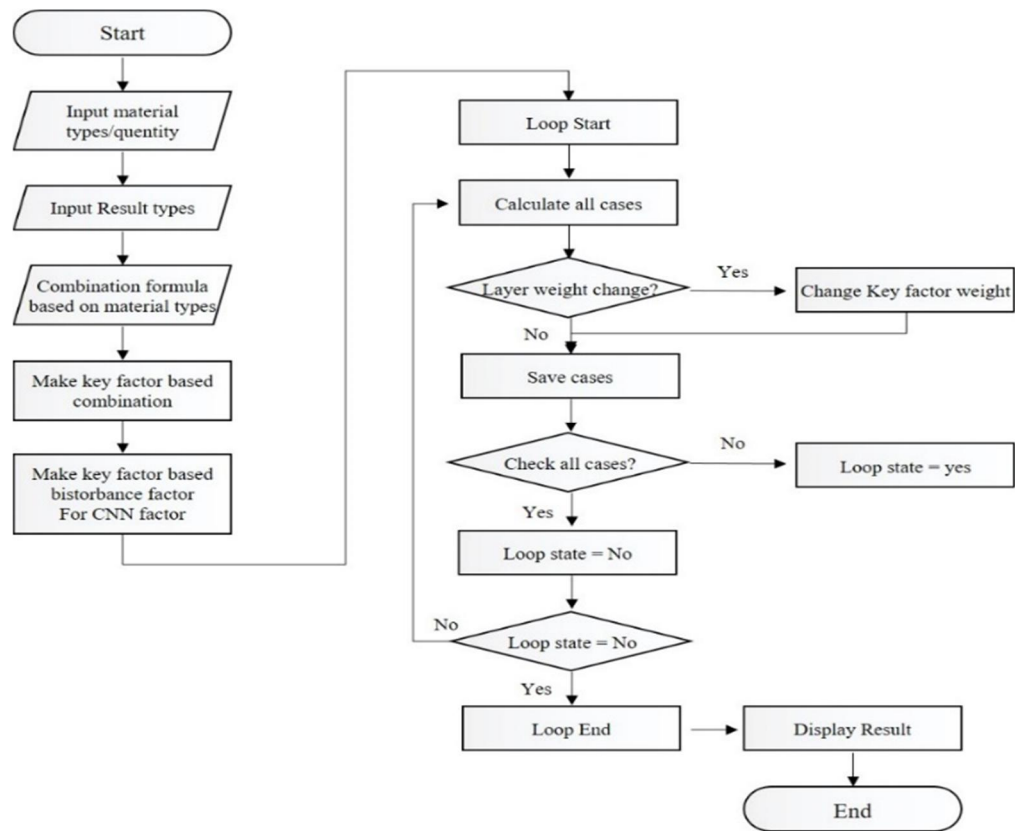 Start
Input material
types/quentity
Input Result types
Combination formula
based on material types
Make key factor based
combination
Make key factor based
bistorbance factor
For CNN factor
Loop Start
Calculate all cases
Layer weight change?
Yes
Change Key factor weight
No
Save cases
Check all cases?
No
Loop state = yes
Yes
Loop state = No
No
Loop state = No
Yes
Loop End
Display Result
End